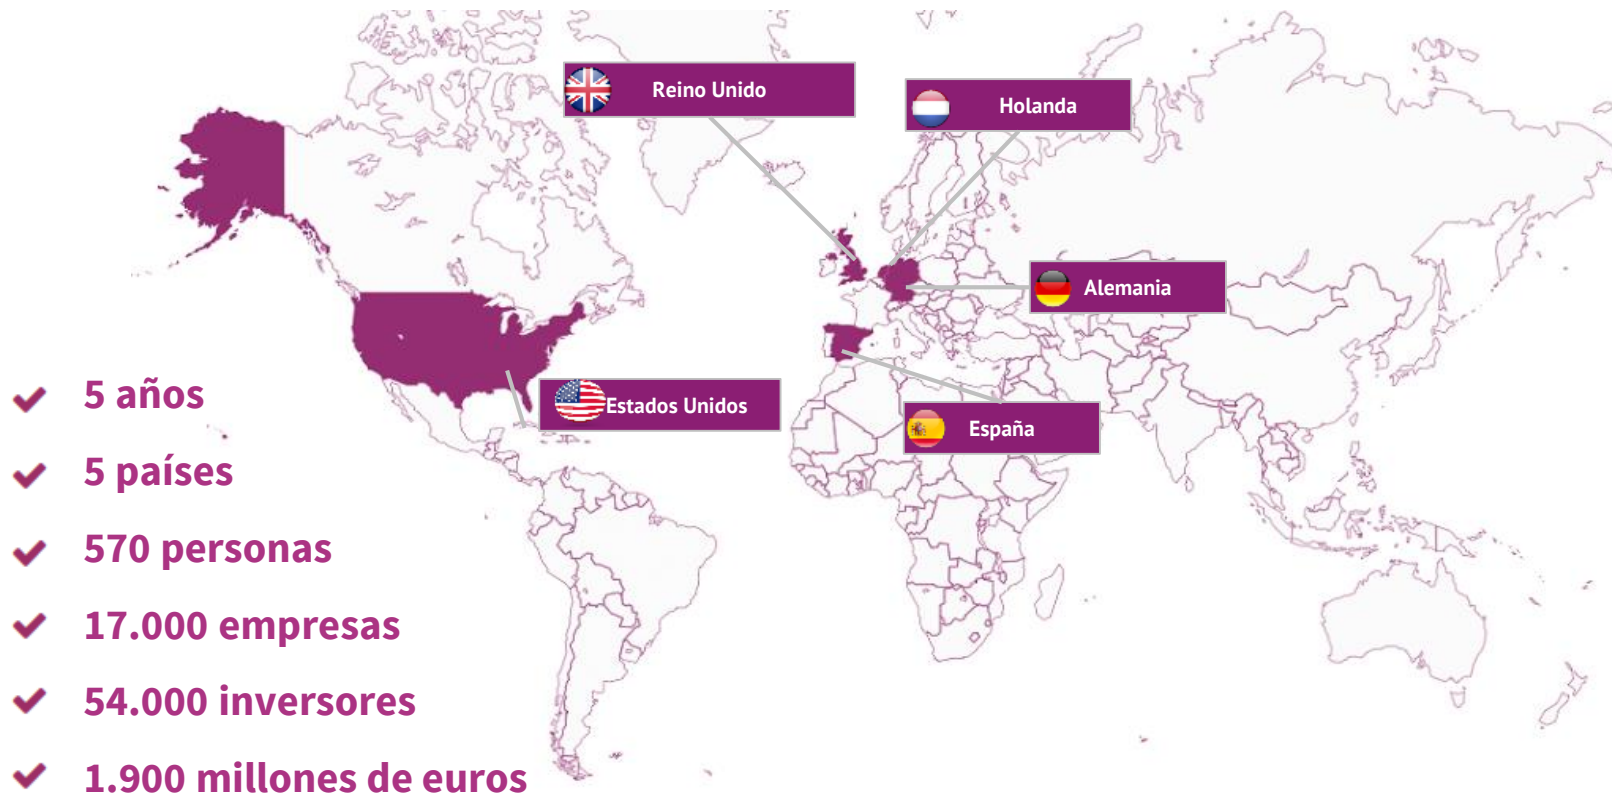 Reino Unido
Holanda
Alemania
Estados Unidos
España
5 años
5 países
570 personas
17.000 empresas
54.000 inversores
1.900 millones de euros